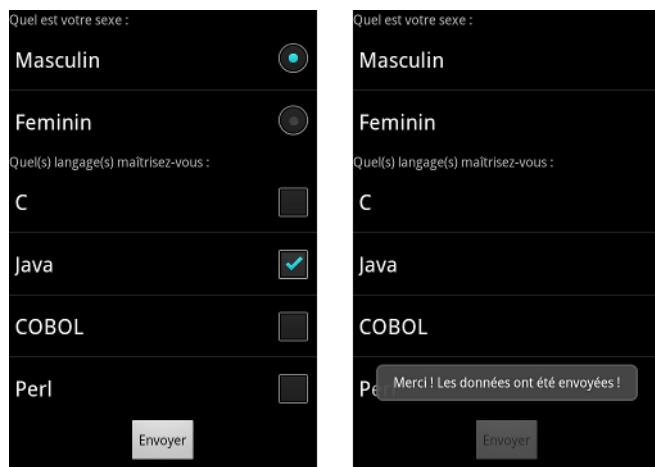 Quel est votre sexe :
Masculin
Feminin
Quel(s) langage(s) maîtrisez-vous :
C
Java
COBOL
Perl
Envoyer
Quel est votre sexe :
Masculin
Feminin
Quel(s) langage(s) maîtrisez-vous :
C
Java
COBOL
Merci ! Les données ont été envoyées !
Envoyer